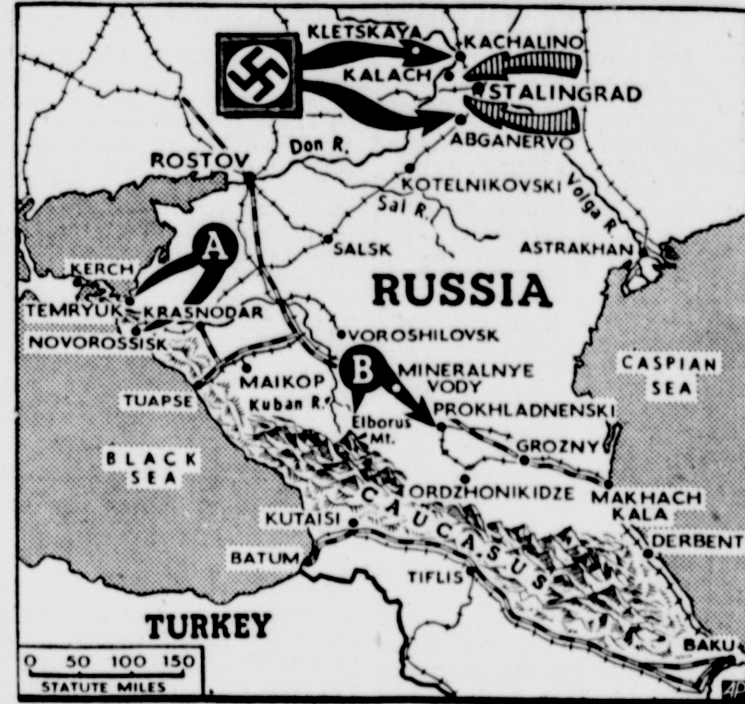 KLETSKAYA
KACHALINO
KALACH
STALINGRAD
Don R.
ABGANERVO
ROSTOV
KOTELNIKOVSKI
Sal R.
Volga R.
A
SALSK
ASTRAKHAN
KERCH
RUSSIA
TEMRYUK
KRASNODAR
NOVOROSSISK
VOROSHILOVSK
B
MINERALNYE
VODY
CASPIAN
SEA
MAIKOP
TUAPSE
Kuban R.
PROKHLADNENSKI
Elborus
Mt.
GROZNY
BLACK
SEA
ORDZHONIKIDZE
MAKHACH
KALA
CAUCASUS
KUTAISI
DERBENT
BATUM
TIFLIS
TURKEY
BAKU
0 50 100 150
STATUTE MILES
AP